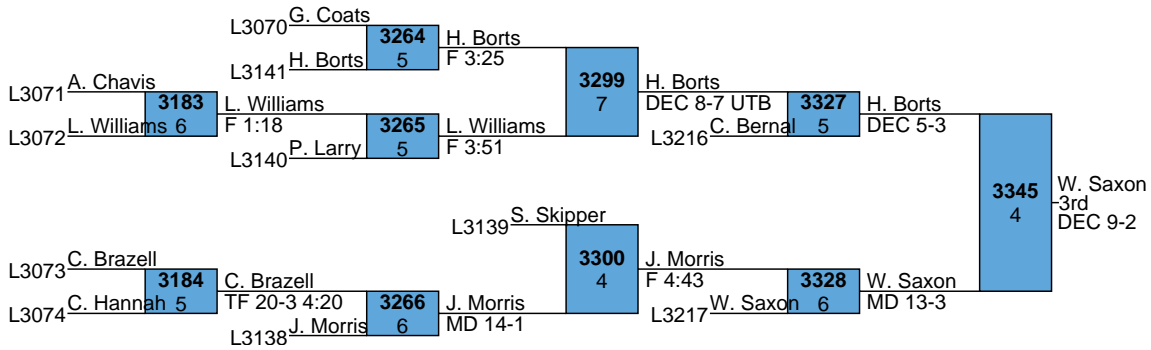 G. Coats
L3070
3264
5
H. Borts
F 3:25
H. Borts
L3141
A. Chavis
L3071
3183
6
L. Williams
F 1:18
L. Williams
L3072
3265
5
L. Williams
F 3:51
P. Larry
L3140
3299
7
H. Borts
DEC 8-7 UTB
3327
5
H. Borts
DEC 5-3
C. Bernal
L3216
3345
4
W. Saxon
3rd
DEC 9-2
S. Skipper
L3139
3300
4
J. Morris
F 4:43
C. Brazell
L3073
3184
5
C. Brazell
TF 20-3 4:20
C. Hannah
L3074
3266
6
J. Morris
MD 14-1
J. Morris
L3138
3328
6
W. Saxon
MD 13-3
W. Saxon
L3217